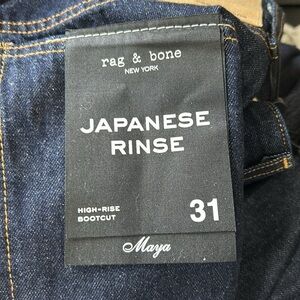 rag & bone
NEW YORK
JAPANESE
RINSE
HIGH-RISE
BOOTCUT
31
Maya